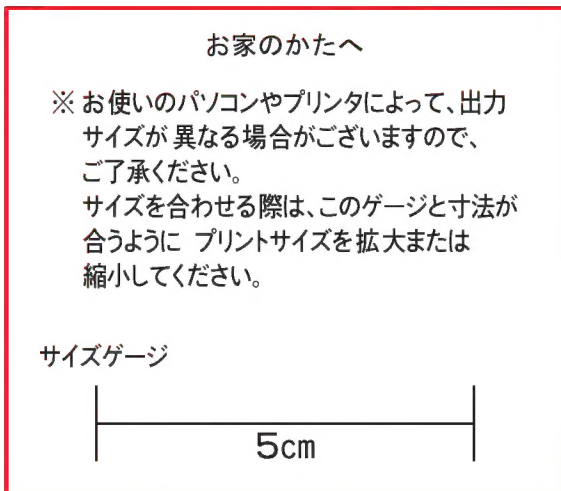 お家のかたへ
※ お使いのパソコンやプリンタによって、出力
サイズが 異なる場合がございますので、
ご了承ください。
サイズを合わせる際は、このゲージと寸法が
合うように プリントサイズを拡大または
縮小してください。
サイズゲージ
5cm